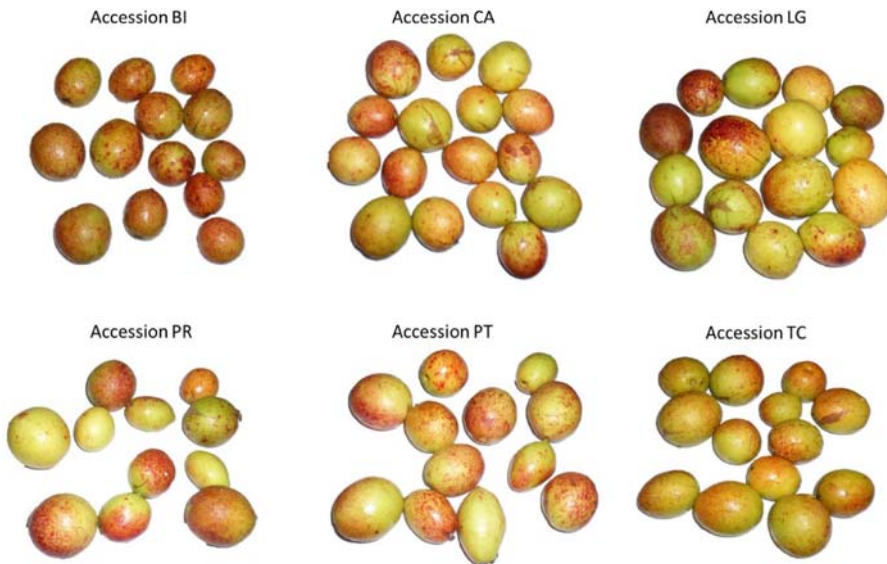 Accession BI
Accession CA
Accession LG
Accession PR
Accession PT
Accession TC